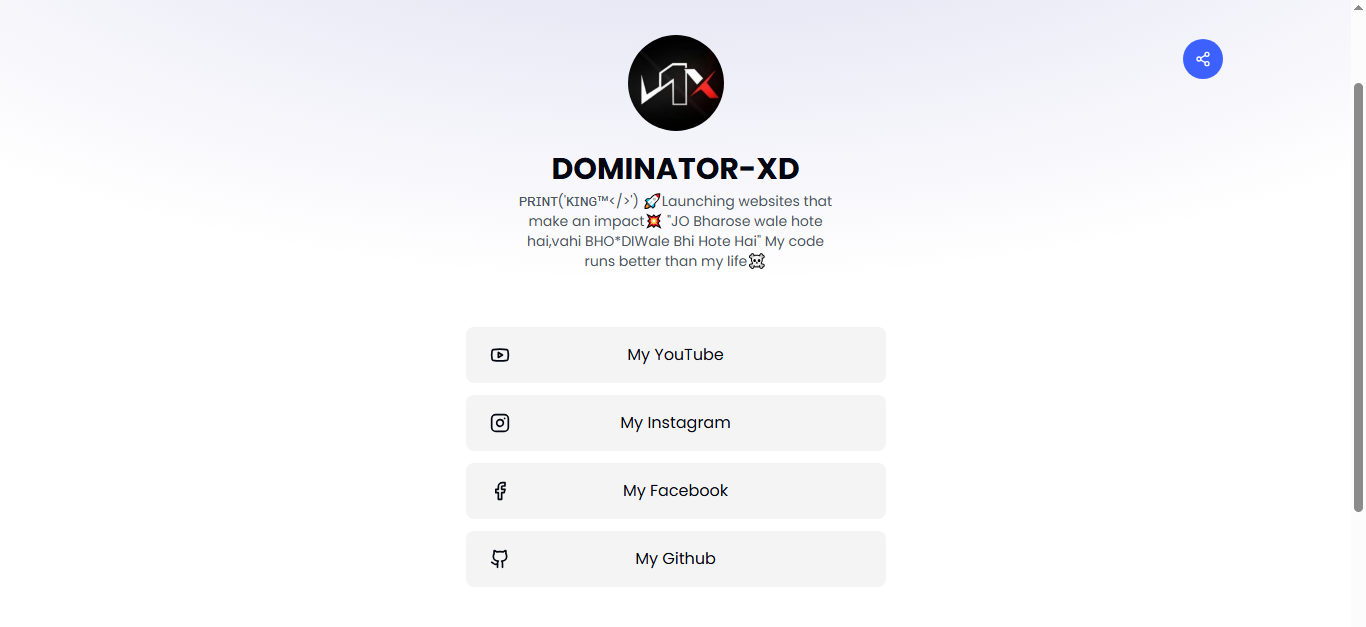 DOMINATOR-XD
PRINT('KING™</>') 🚀Launching websites that
make an impact💥 "JO Bharose wale hote
hai,vahi BHO*DIWale Bhi Hote Hai" My code
runs better than my life☠️
My YouTube
My Instagram
My Facebook
My Github